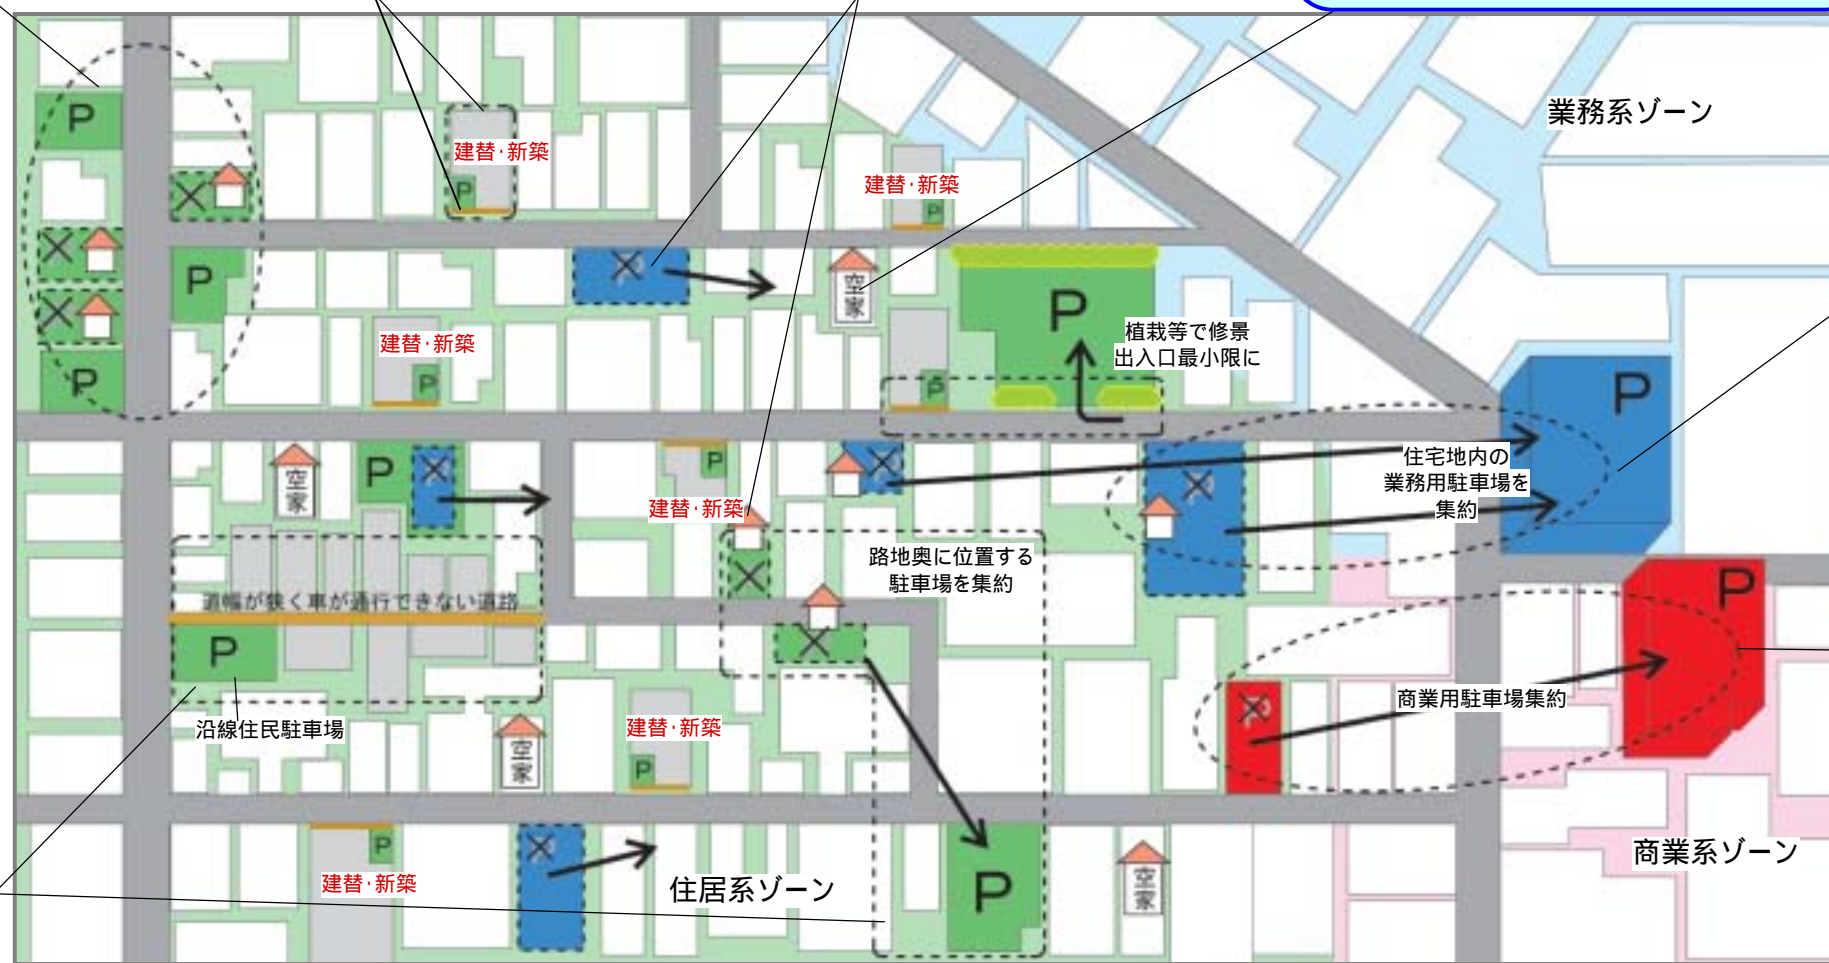 業務系ゾーン
P
建替・新築
P
建替・新築
P
P
P
空家
P
植栽等で修景
出入口最小限に
建替・新築
P
P
P
P
空家
P
P
住宅地内の
業務用駐車場を
集約
建替・新築
路地奥に位置する
駐車場を集約
道幅が狭く車が通行できない道路
P
P
沿線住民駐車場
空家
建替・新築
P
商業用駐車場集約
P
建替・新築
住居系ゾーン
P
空家
商業系ゾーン